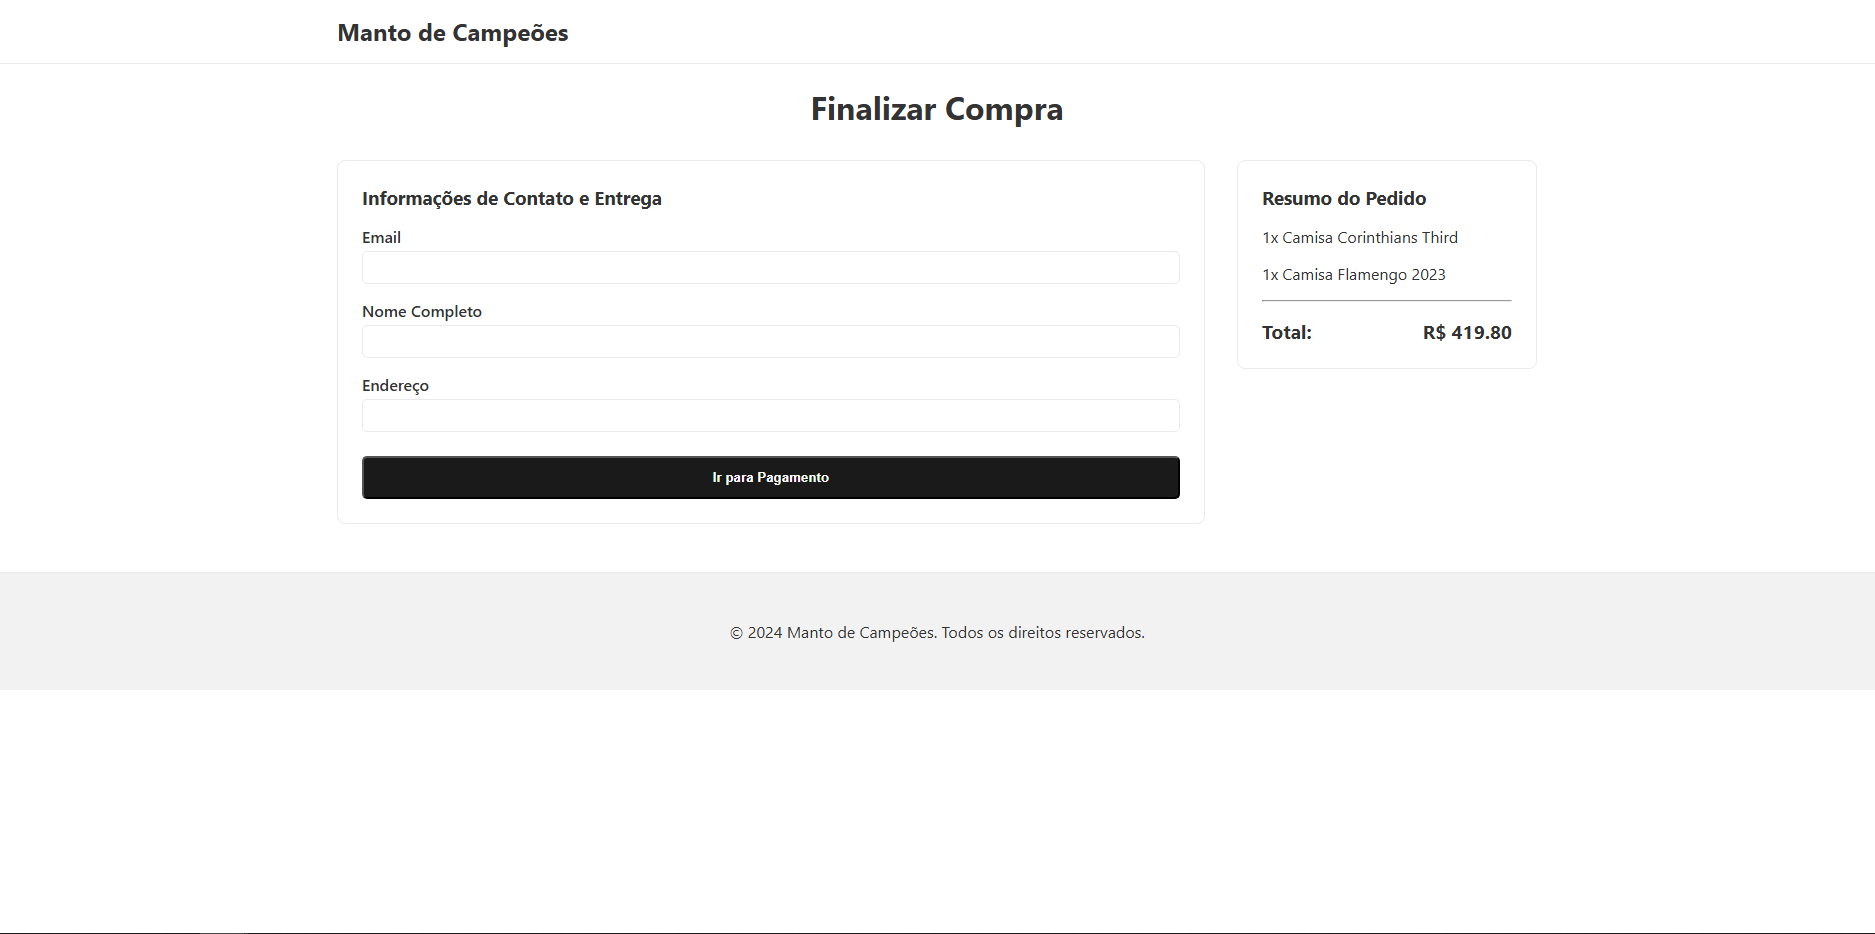 Manto de Campeões
Finalizar Compra
Informações de Contato e Entrega
Email
Nome Completo
Endereço
Ir para Pagamento
Resumo do Pedido
1x Camisa Corinthians Third
1x Camisa Flamengo 2023
Total: R$ 419.80
© 2024 Manto de Campeões. Todos os direitos reservados.